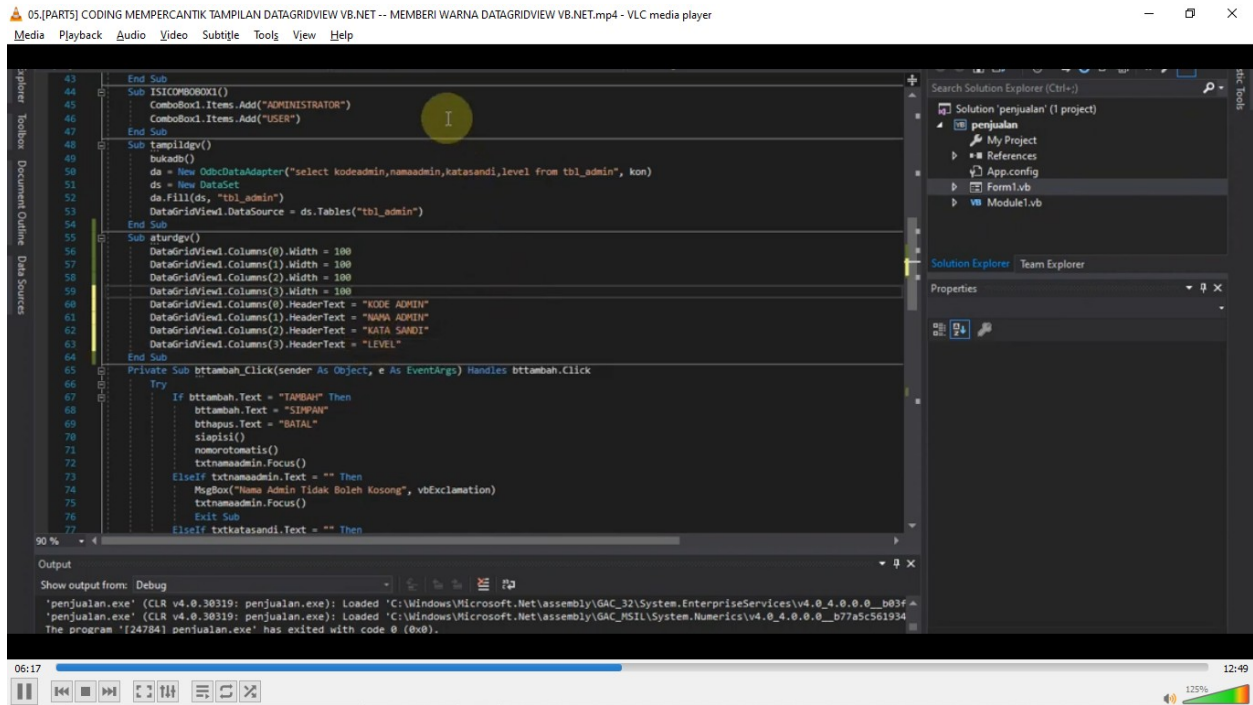 05.[PART5] CODING MEMPERCANTIK TAMPILAN DATAGRIDVIEW VB.NET -- MEMBERI WARNA DATAGRIDVIEW VB.NET.mp4 - VLC media player
Media Playback Audio Video Subtitle Tools View Help
43 End Sub
44 Sub ISICOMBOBOX1()
45 ComboBox1.Items.Add("ADMINISTRATOR")
46 ComboBox1.Items.Add("USER")
47 End Sub
48 Sub tampildgv()
49 bukadb()
50 da = New OdbcDataAdapter("select kodeadmin,namaadmin,katasandi,level from tbl_admin", kon)
51 ds = New DataSet
52 da.Fill(ds, "tbl_admin")
53 DataGridView1.DataSource = ds.Tables("tbl_admin")
54 End Sub
55 Sub aturdgv()
56 DataGridView1.Columns(0).Width = 100
57 DataGridView1.Columns(1).Width = 100
58 DataGridView1.Columns(2).Width = 100
59 DataGridView1.Columns(3).Width = 100
60 DataGridView1.Columns(0).HeaderText = "KODE ADMIN"
61 DataGridView1.Columns(1).HeaderText = "NAMA ADMIN"
62 DataGridView1.Columns(2).HeaderText = "KATA SANDI"
63 DataGridView1.Columns(3).HeaderText = "LEVEL"
64 End Sub
65 Private Sub bttambah_Click(sender As Object, e As EventArgs) Handles bttambah.Click
66 Try
67 If bttambah.Text = "TAMBAH" Then
68 bttambah.Text = "SIMPAN"
69 bthapus.Text = "BATAL"
70 siapisi()
71 nomorotomatis()
72 txtnamaadmin.Focus()
73 ElseIf txtnamaadmin.Text = "" Then
74 MsgBox("Nama Admin Tidak Boleh Kosong", vbExclamation)
75 txtnamaadmin.Focus()
76 Exit Sub
77 ElseIf txtkatasandi.Text = "" Then
90 %
Toolbox
Document Outline
Data Sources
Output
Show output from: Debug
'penjualan.exe' (CLR v4.0.30319: penjualan.exe): Loaded 'C:\Windows\Microsoft.Net\assembly\GAC_32\System.EnterpriseServices\v4.0_4.0.0.0__b03f
'penjualan.exe' (CLR v4.0.30319: penjualan.exe): Loaded 'C:\Windows\Microsoft.Net\assembly\GAC_MSIL\System.Numerics\v4.0_4.0.0.0__b77a5c561934
The program '[24784] penjualan.exe' has exited with code 0 (0x0).
Search Solution Explorer (Ctrl+;)
Solution 'penjualan' (1 project)
penjualan
My Project
References
App.config
Form1.vb
Module1.vb
Solution Explorer Team Explorer
Properties
06:17
12:49
125%